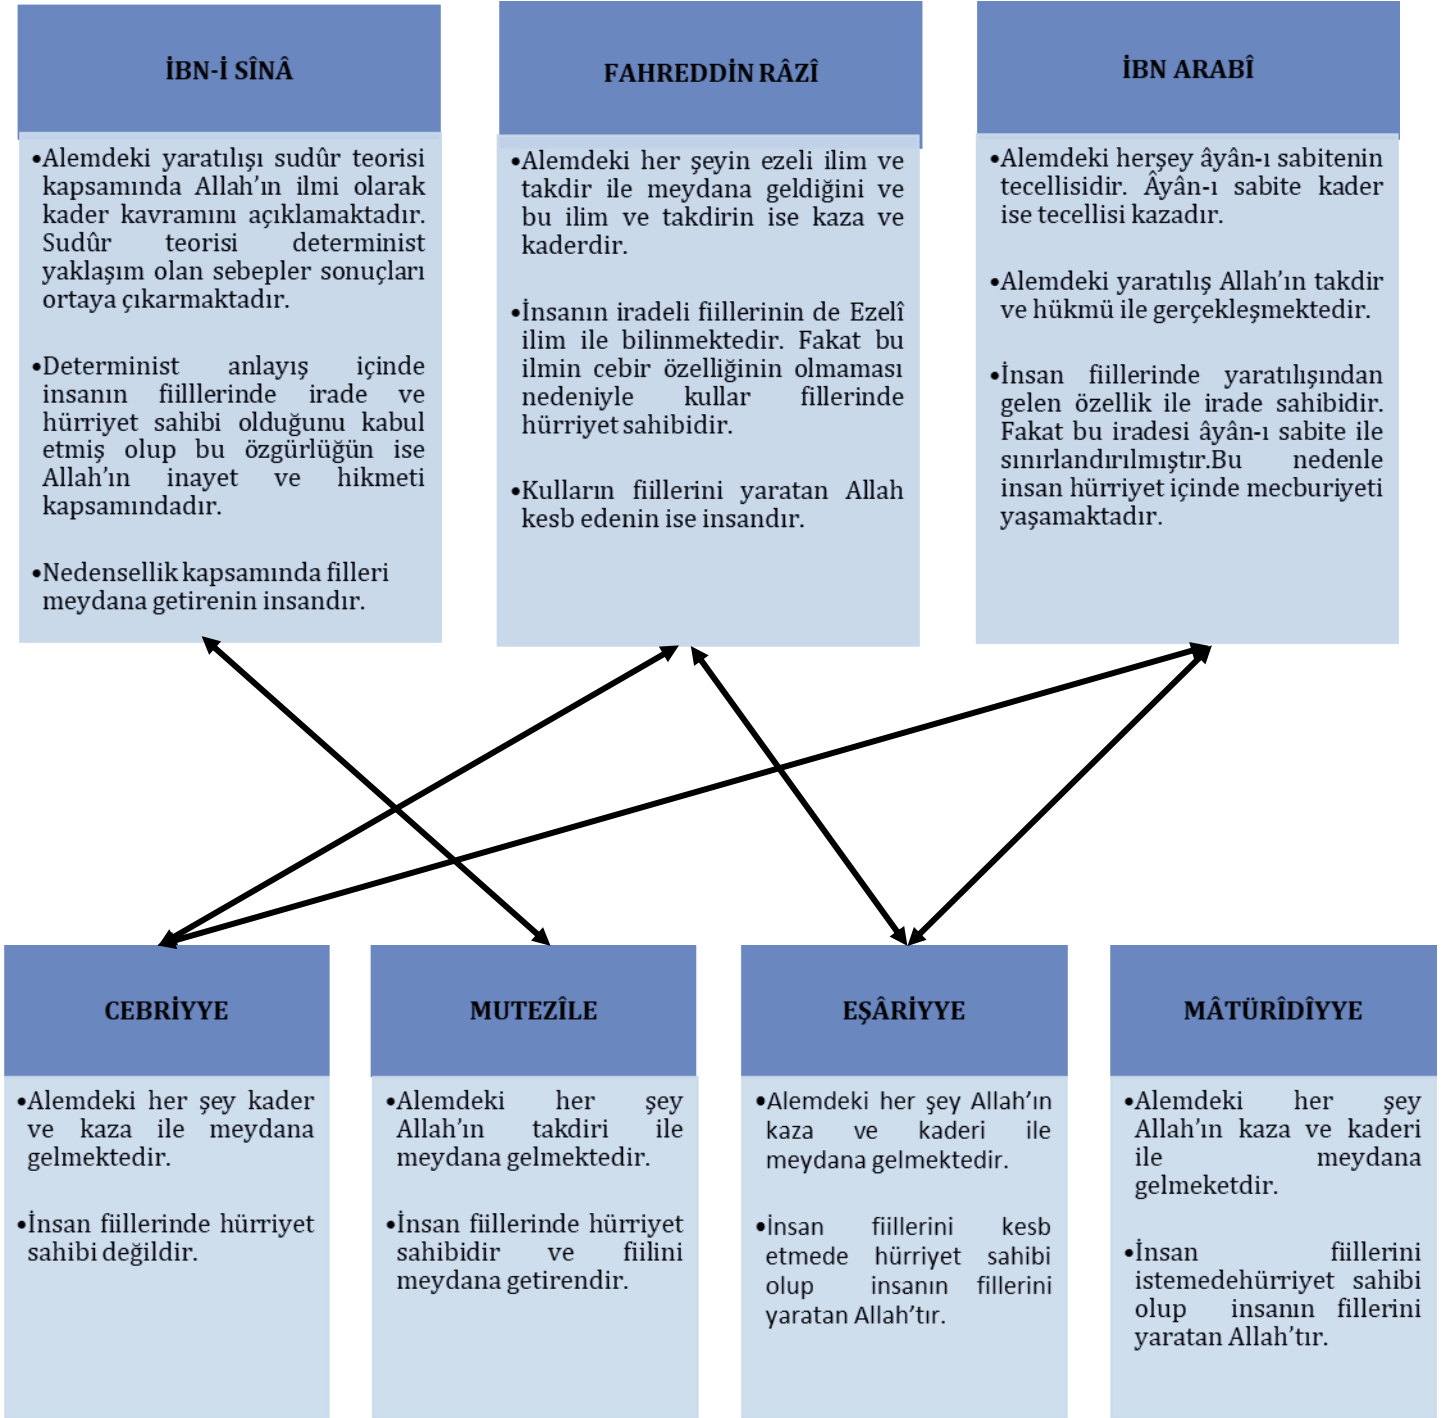 İBN-İ SÎNÂ
•Alemdeki yaratılışı sudûr teorisi
kapsamında Allah’ın ilmi olarak
kader kavramını açıklamaktadır.
Sudûr teorisi determinist
yaklaşım olan sebepler sonuçları
ortaya çıkarmaktadır.
•Determinist anlayış içinde
insanın fiilllerinde irade ve
hürriyet sahibi olduğunu kabul
etmiş olup bu özgürlüğün ise
Allah’ın inayet ve hikmeti
kapsamındadır.
•Nedensellik kapsamında filleri
meydana getirenin insandır.
FAHREDDİN RÂZÎ
•Alemdeki her şeyin ezeli ilim ve
takdir ile meydana geldiğini ve
bu ilim ve takdirin ise kaza ve
kaderdir.
•İnsanın iradeli fiillerinin de Ezelî
ilim ile bilinmektedir. Fakat bu
ilmin cebir özelliğinin olmaması
nedeniyle kullar fillerinde
hürriyet sahibidir.
•Kulların fiillerini yaratan Allah
kesb edenin ise insandır.
İBN ARABÎ
•Alemdeki herşey âyân-ı sabitenin
tecellisidir. Âyân-ı sabite kader
ise tecellisi kazadır.
•Alemdeki yaratılış Allah’ın takdir
ve hükmü ile gerçekleşmektedir.
•İnsan fiillerinde yaratılışından
gelen özellik ile irade sahibidir.
Fakat bu iradesi âyân-ı sabite ile
sınırlandırılmıştır.Bu nedenle
insan hürriyet içinde mecburiyeti
yaşamaktadır.
CEBRİYYE
•Alemdeki her şey kader
ve kaza ile meydana
gelmektedir.
•İnsan fiillerinde hürriyet
sahibi değildir.
MUTEZÎLE
•Alemdeki her şey
Allah’ın takdiri ile
meydana gelmektedir.
•İnsan fiillerinde hürriyet
sahibidir ve fiilini
meydana getirendir.
EŞÂRİYYE
•Alemdeki her şey Allah’ın
kaza ve kaderi ile
meydana gelmektedir.
•İnsan fiillerini kesb
etmede hürriyet sahibi
olup insanın fillerini
yaratan Allah’tır.
MÂTÜRÎDÎYYE
•Alemdeki her şey
Allah’ın kaza ve kaderi
ile meydana
gelmeketdir.
•İnsan fiillerini
istemedehürriyet sahibi
olup insanın fillerini
yaratan Allah’tır.